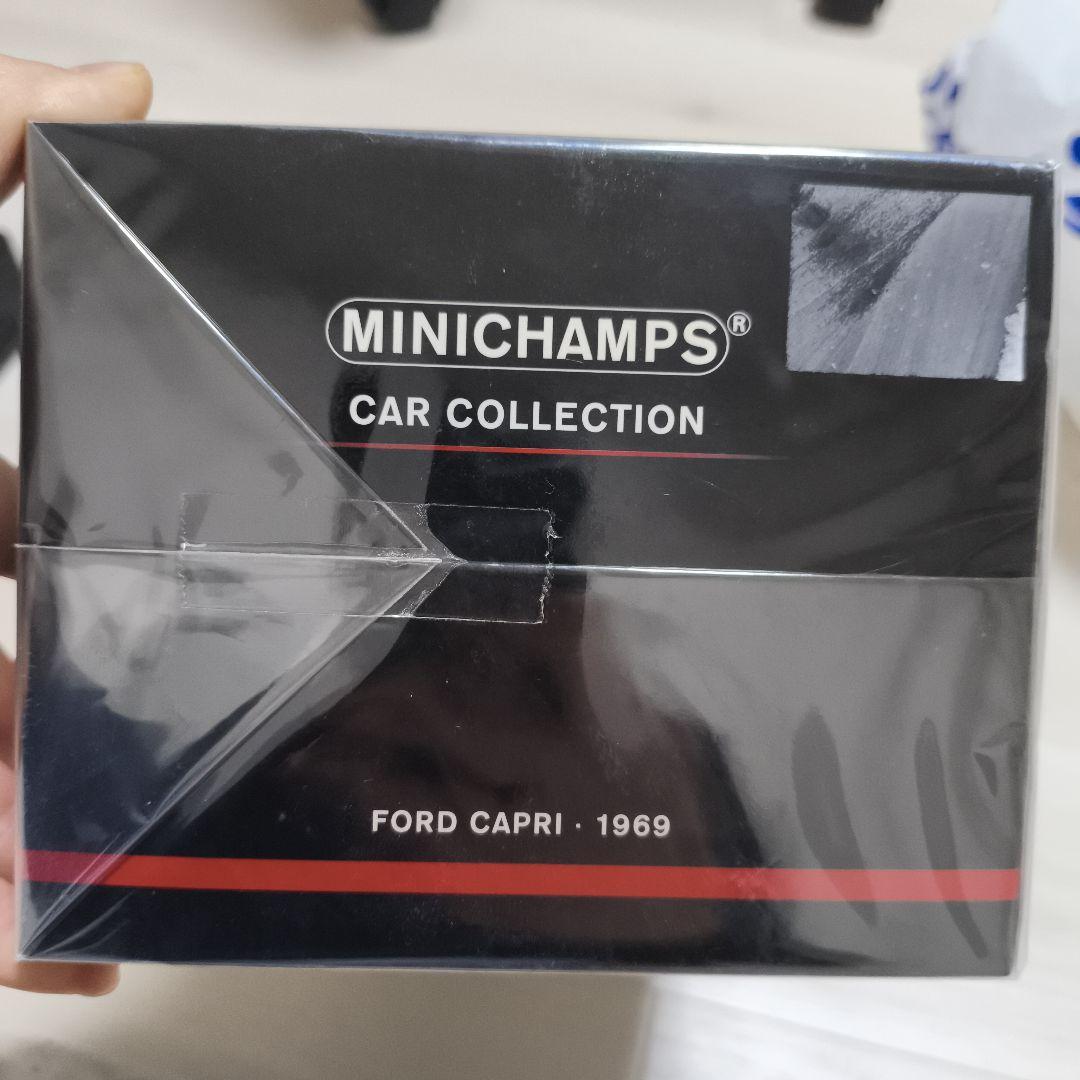 MINICHAMPS®
CAR COLLECTION
FORD CAPRI · 1969